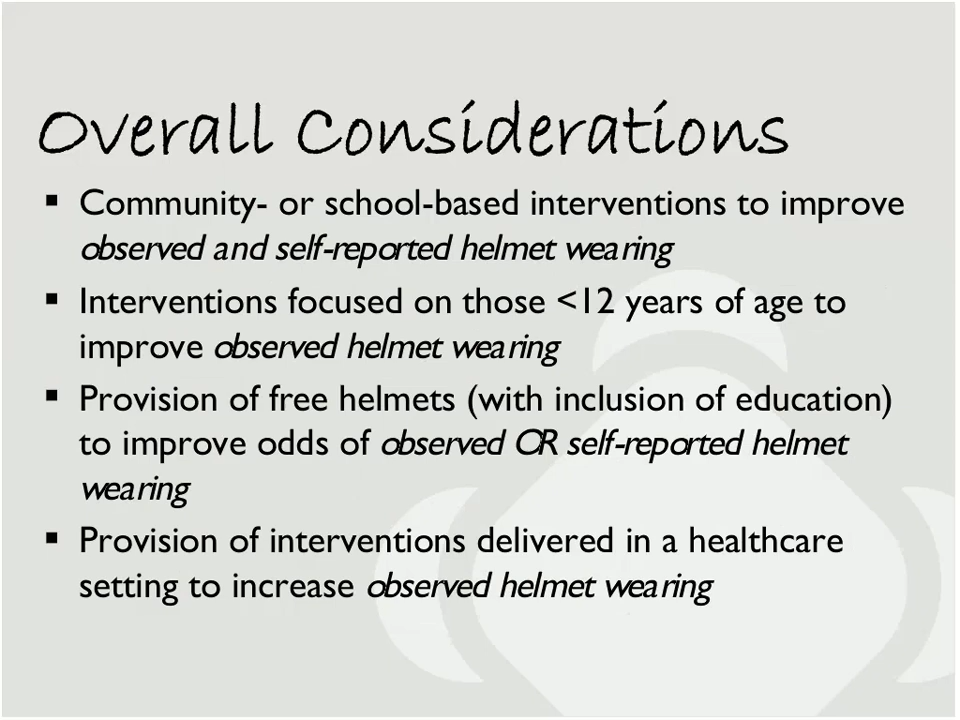 Overall Considerations
▪ Community- or school-based interventions to improve
observed and self-reported helmet wearing
▪ Interventions focused on those <12 years of age to
improve observed helmet wearing
▪ Provision of free helmets (with inclusion of education)
to improve odds of observed OR self-reported helmet
wearing
▪ Provision of interventions delivered in a healthcare
setting to increase observed helmet wearing